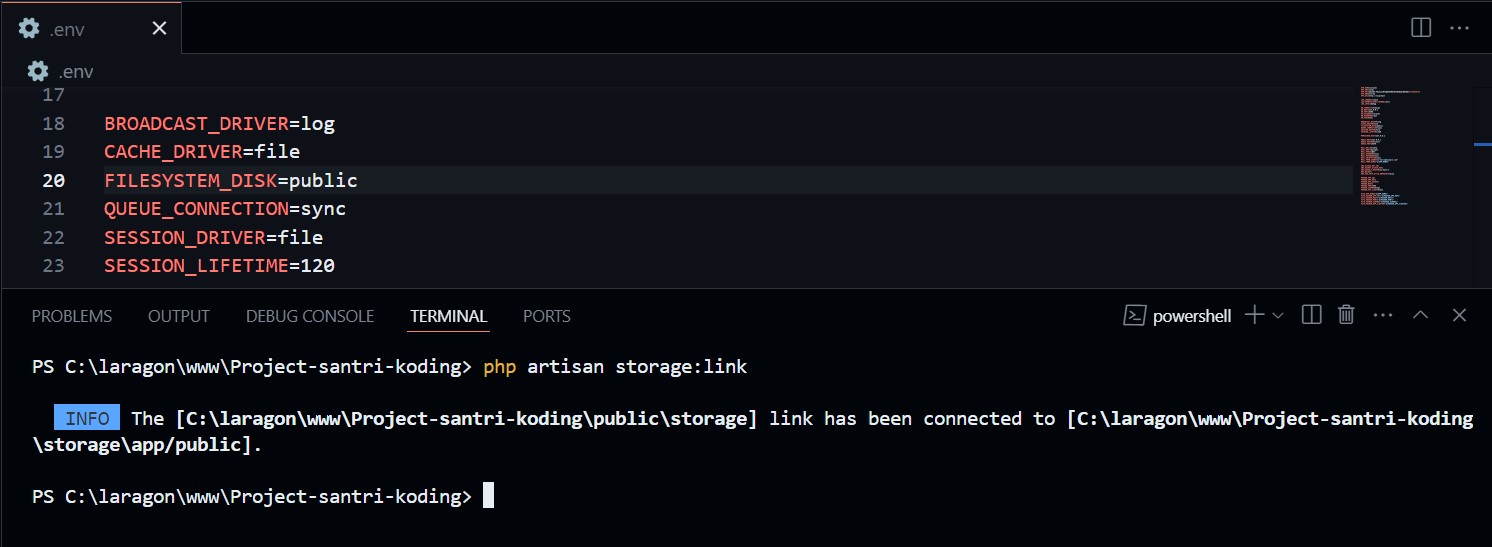 .env
.env
17
18 BROADCAST_DRIVER=log
19 CACHE_DRIVER=file
20 FILESYSTEM_DISK=public
21 QUEUE_CONNECTION=sync
22 SESSION_DRIVER=file
23 SESSION_LIFETIME=120
PROBLEMS OUTPUT DEBUG CONSOLE TERMINAL PORTS powershell
PS C:\laragon\www\Project-santri-koding> php artisan storage:link
INFO The [C:\laragon\www\Project-santri-koding\public\storage] link has been connected to [C:\laragon\www\Project-santri-koding
\storage\app/public].
PS C:\laragon\www\Project-santri-koding>